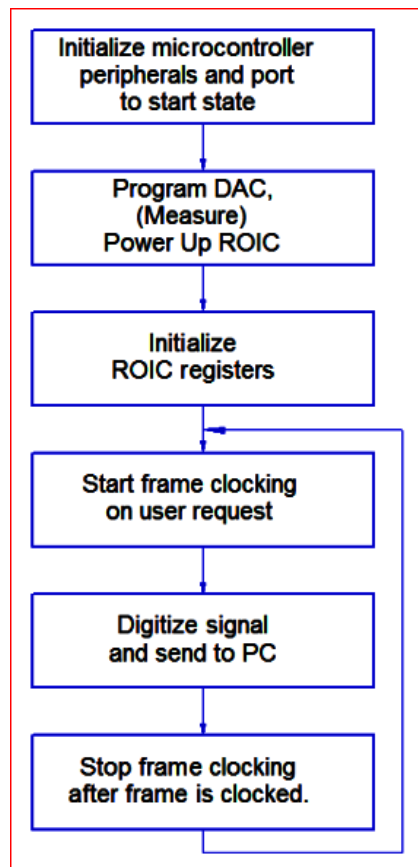 Initialize microcontroller
peripherals and port
to start state
Program DAC,
(Measure)
Power Up ROIC
Initialize
ROIC registers
Start frame clocking
on user request
Digitize signal
and send to PC
Stop frame clocking
after frame is clocked.